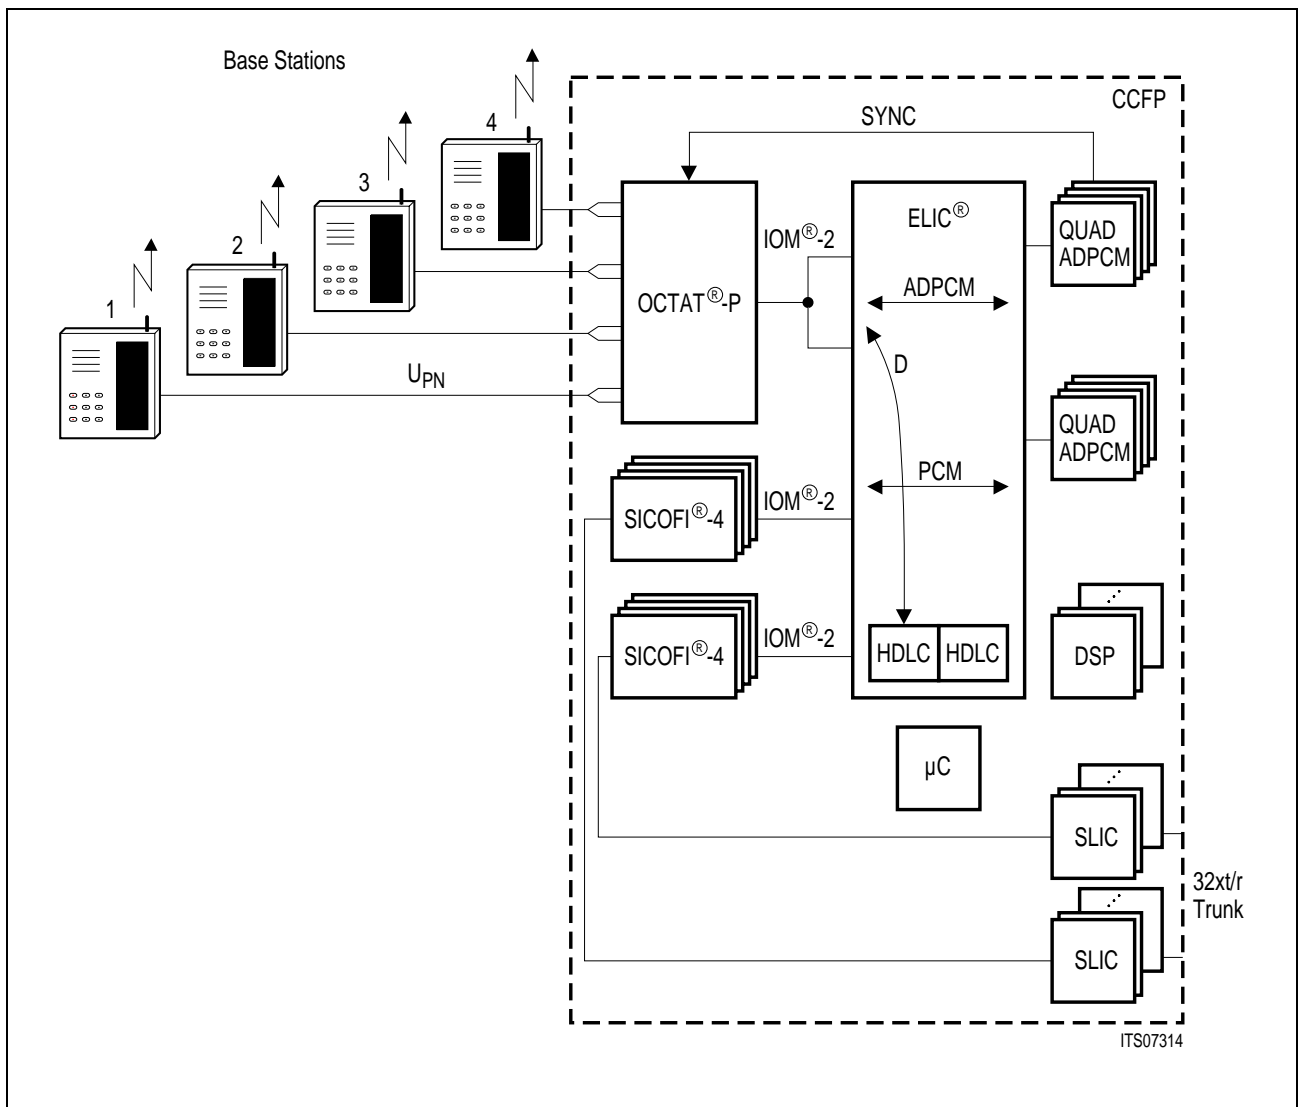 Base Stations
CCFP
SYNC
4
3
2
1
U_PN
OCTAT®-P
IOM®-2
ELIC®
ADPCM
D
PCM
QUAD
ADPCM
QUAD
ADPCM
SICOFI®-4
IOM®-2
SICOFI®-4
IOM®-2
HDLC
HDLC
DSP
µC
SLIC
SLIC
32xt/r
Trunk
ITS07314